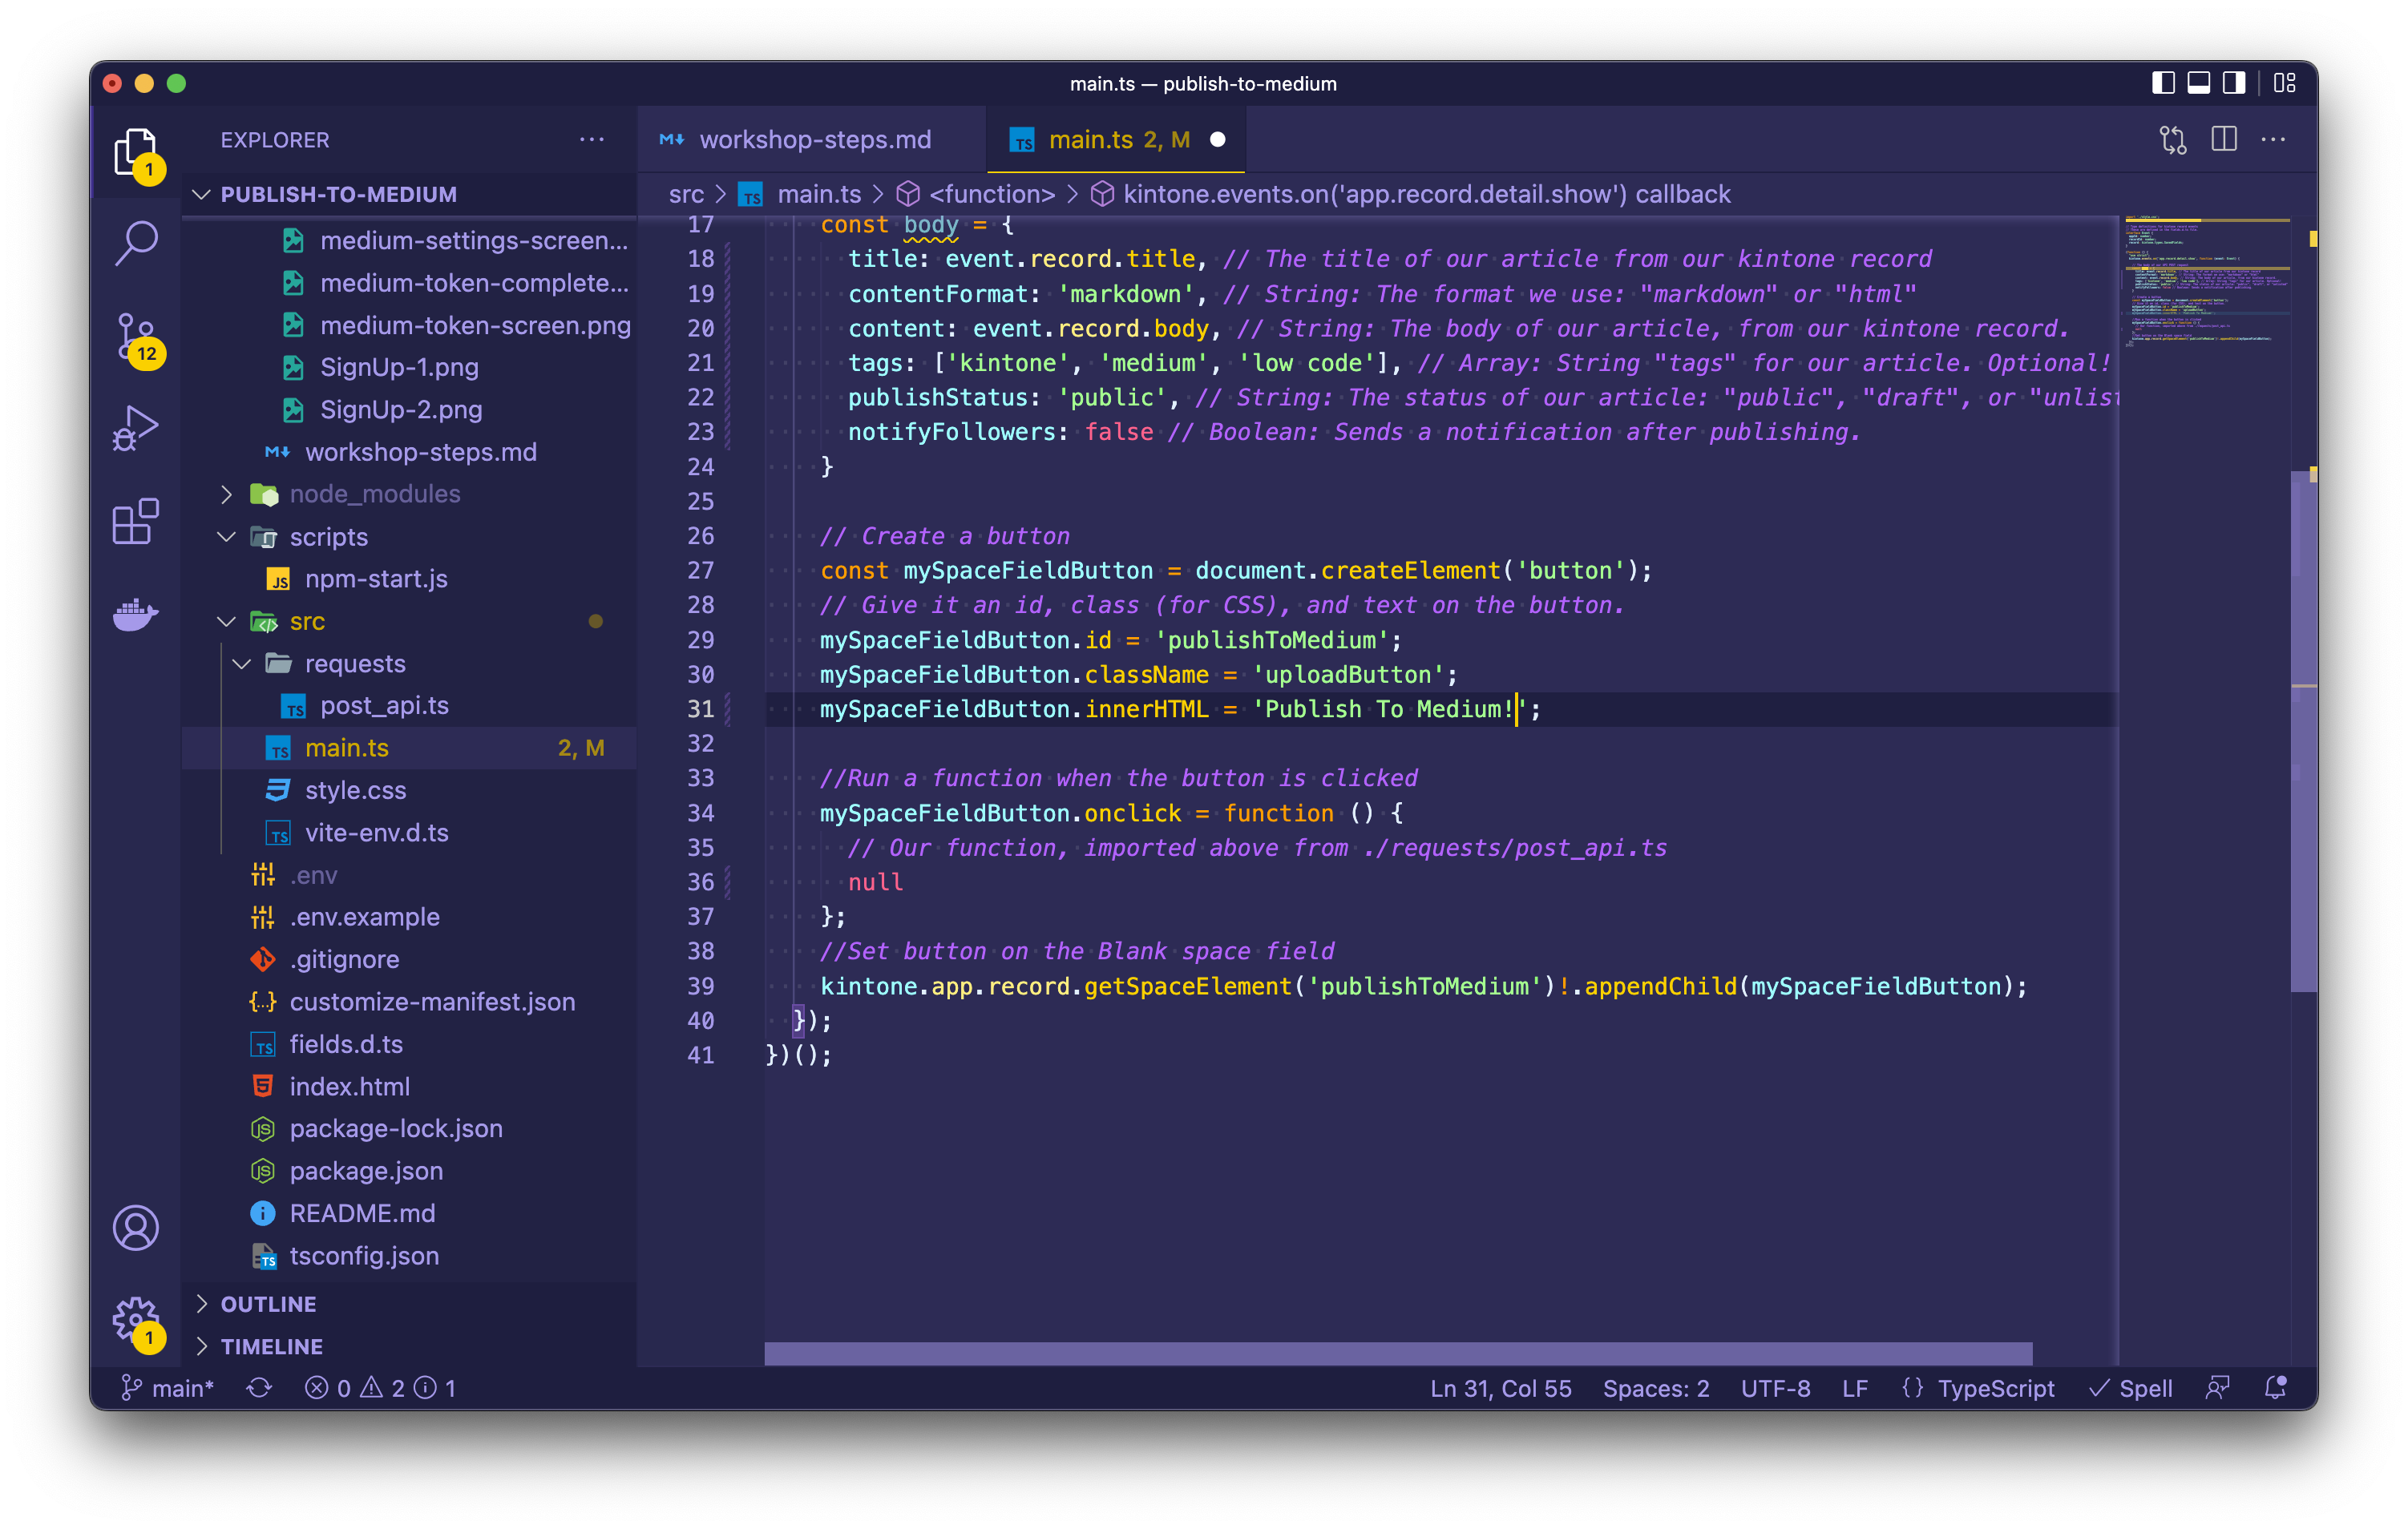 main.ts — publish-to-medium
EXPLORER
PUBLISH-TO-MEDIUM
medium-settings-screen...
medium-token-complete...
medium-token-screen.png
SignUp-1.png
SignUp-2.png
workshop-steps.md
node_modules
scripts
npm-start.js
src
requests
post_api.ts
main.ts 2, M
style.css
vite-env.d.ts
.env
.env.example
.gitignore
customize-manifest.json
fields.d.ts
index.html
package-lock.json
package.json
README.md
tsconfig.json
OUTLINE
TIMELINE
1
12
1
workshop-steps.md
main.ts 2, M
src > main.ts > <function> > kintone.events.on('app.record.detail.show') callback
17 const body = {
18 title: event.record.title, // The title of our article from our kintone record
19 contentFormat: 'markdown', // String: The format we use: "markdown" or "html"
20 content: event.record.body, // String: The body of our article, from our kintone record.
21 tags: ['kintone', 'medium', 'low code'], // Array: String "tags" for our article. Optional!
22 publishStatus: 'public', // String: The status of our article: "public", "draft", or "unlist
23 notifyFollowers: false // Boolean: Sends a notification after publishing.
24 }
25
26 // Create a button
27 const mySpaceFieldButton = document.createElement('button');
28 // Give it an id, class (for CSS), and text on the button.
29 mySpaceFieldButton.id = 'publishToMedium';
30 mySpaceFieldButton.className = 'uploadButton';
31 mySpaceFieldButton.innerHTML = 'Publish To Medium!';
32
33 //Run a function when the button is clicked
34 mySpaceFieldButton.onclick = function () {
35 // Our function, imported above from ./requests/post_api.ts
36 null
37 };
38 //Set button on the Blank space field
39 kintone.app.record.getSpaceElement('publishToMedium')!.appendChild(mySpaceFieldButton);
40 });
41 })();
main* 0 2 1 Ln 31, Col 55 Spaces: 2 UTF-8 LF {} TypeScript Spell